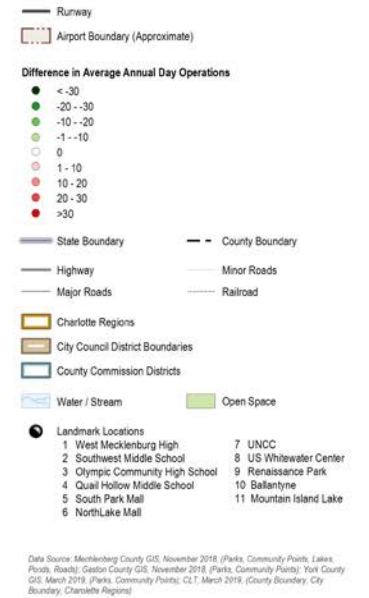 Runway
Airport Boundary (Approximate)
Difference in Average Annual Day Operations
< -30
-20 - -30
-10 - -20
-1 - -10
0
1 - 10
10 - 20
20 - 30
>30
State Boundary
County Boundary
Highway
Minor Roads
Major Roads
Railroad
Charlotte Regions
City Council District Boundaries
County Commission Districts
Water / Stream
Open Space
Landmark Locations
1 West Mecklenburg High
2 Southwest Middle School
3 Olympic Community High School
4 Quail Hollow Middle School
5 South Park Mall
6 NorthLake Mall
7 UNCC
8 US Whitewater Center
9 Renaissance Park
10 Ballantyne
11 Mountain Island Lake
Data Source: Mechlenberg County GIS, November 2018, (Parks, Community Points, Lakes,
Ponds, Roads); Gaston County GIS, November 2018, (Parks, Community Points); York County
GIS, March 2019, (Parks, Community Points); CLT, March 2019, (County Boundary, City
Boundary, Charolette Regions)